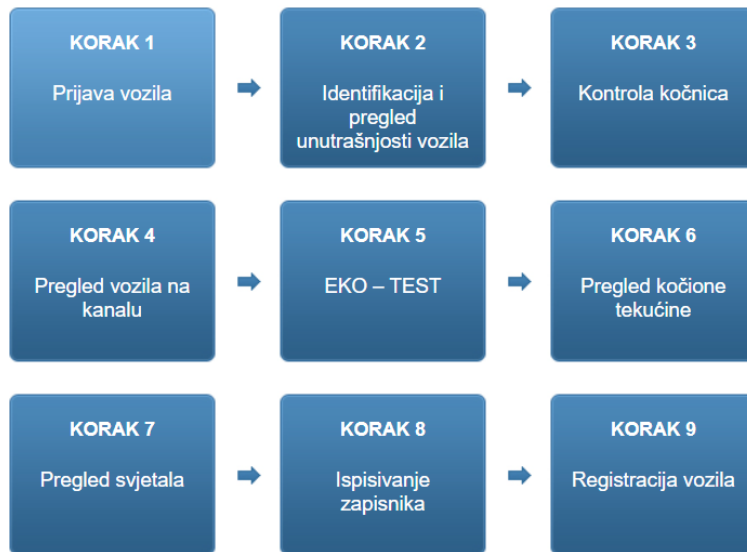 KORAK 1
Prijava vozila
KORAK 2
Identifikacija i
pregled
unutrašnjosti vozila
KORAK 3
Kontrola kočnica
KORAK 4
Pregled vozila na
kanalu
KORAK 5
EKO – TEST
KORAK 6
Pregled kočione
tekućine
KORAK 7
Pregled svjetala
KORAK 8
Ispisivanje
zapisnika
KORAK 9
Registracija vozila